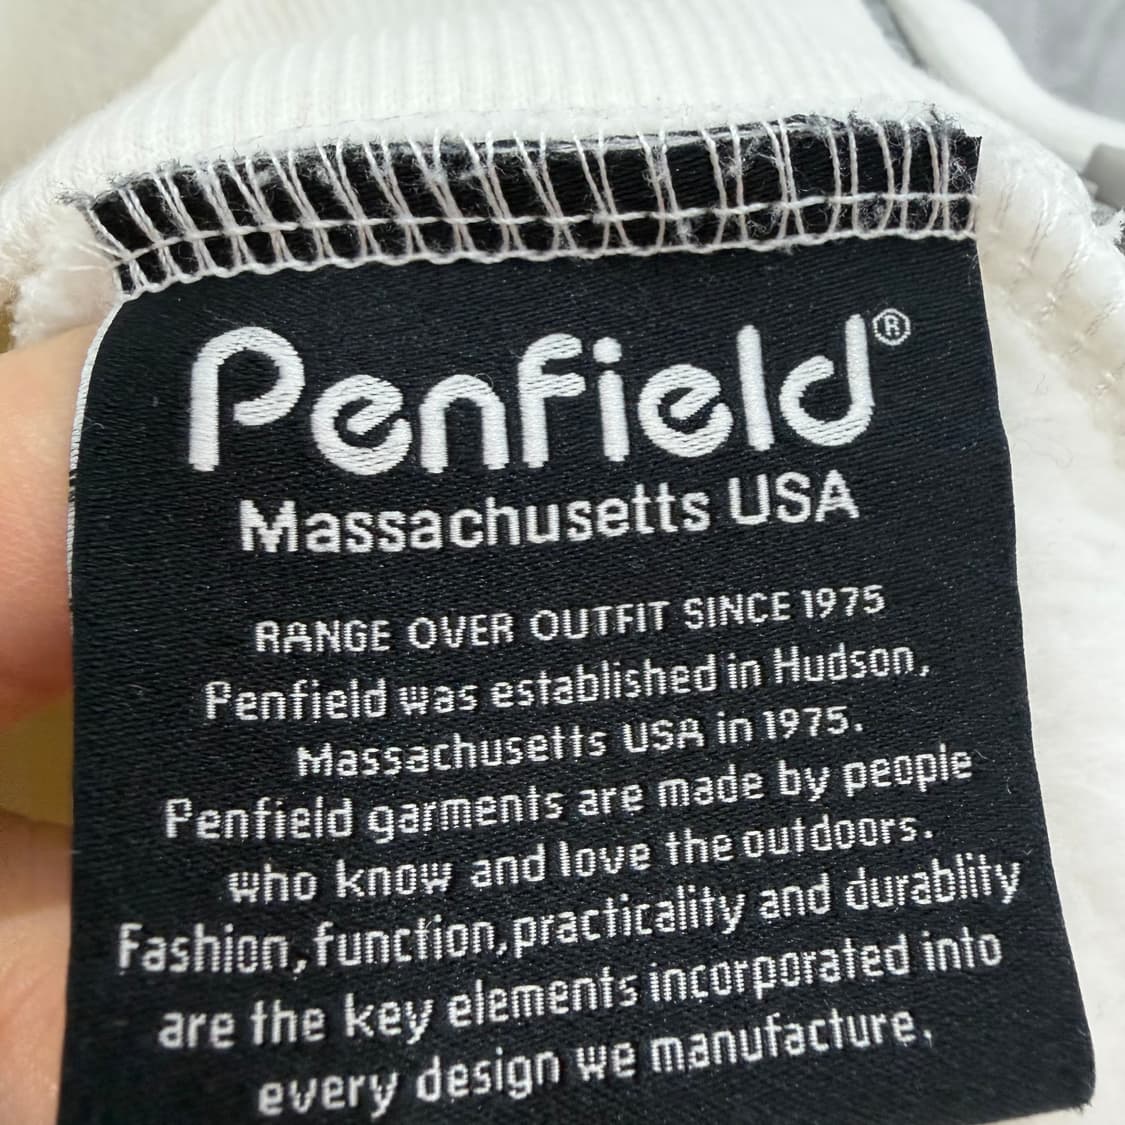 Penfield®
Massachusetts USA
RANGE OVER OUTFIT SINCE 1975
Penfield was established in Hudson,
Massachusetts USA in 1975.
Penfield garments are made by people
who know and love the outdoors.
Fashion, function, practicality and durablity
are the key elements incorporated into
every design we manufacture.